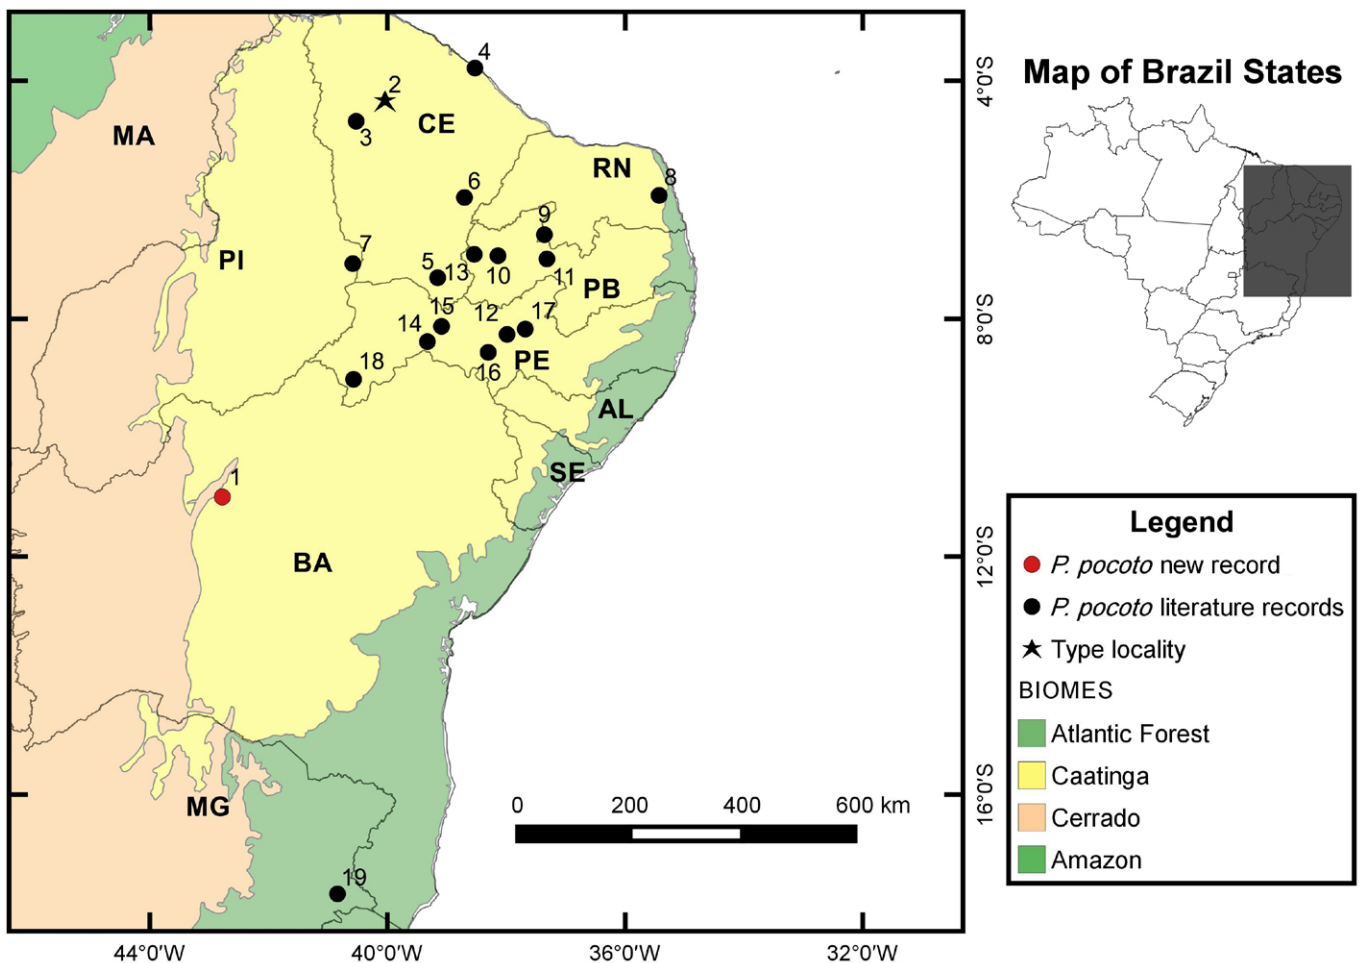 4
2
3
CE
MA
RN
8
6
9
7
PI
5
13
10
11
PB
15
12
17
14
PE
18
16
AL
SE
1
BA
MG
19
0
200
400
600 km
4°0'S
8°0'S
12°0'S
16°0'S
44°0'W
40°0'W
36°0'W
32°0'W
Map of Brazil States
Legend
P. pocoto new record
P. pocoto literature records
Type locality
BIOMES
Atlantic Forest
Caatinga
Cerrado
Amazon